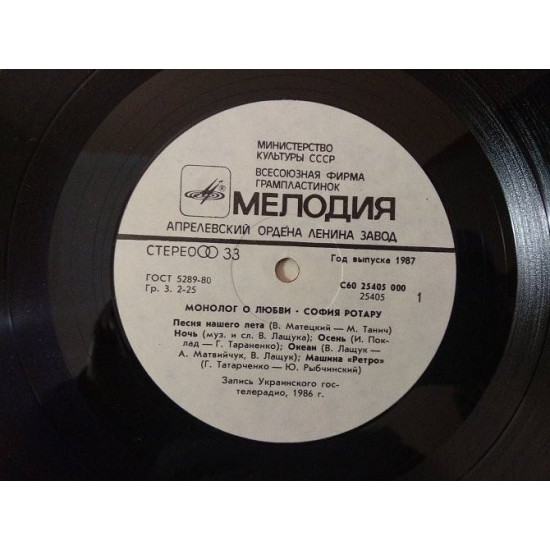 МИНИСТЕРСТВО
КУЛЬТУРЫ СССР
ВСЕСОЮЗНАЯ ФИРМА
ГРАМПЛАСТИНОК
МЕЛОДИЯ
АПРЕЛЕВСКИЙ ОРДЕНА ЛЕНИНА ЗАВОД
СТЕРЕО 33
Год выпуска 1987
ГОСТ 5289-80
Гр. 3. 2-25
С60 25405 000
25405
1
МОНОЛОГ О ЛЮБВИ · СОФИЯ РОТАРУ
Песня нашего лета (В. Матецкий — М. Танич)
Ночь (муз. и сл. В. Лащука); Осень (И. Пок-
лад — Г. Тараненко); Океан (В. Лащук —
А. Матвийчук, В. Лащук); Машина «Ретро»
(Г. Татарченко — Ю. Рыбчинский)
Запись Украинского гос-
телерадио, 1986 г.